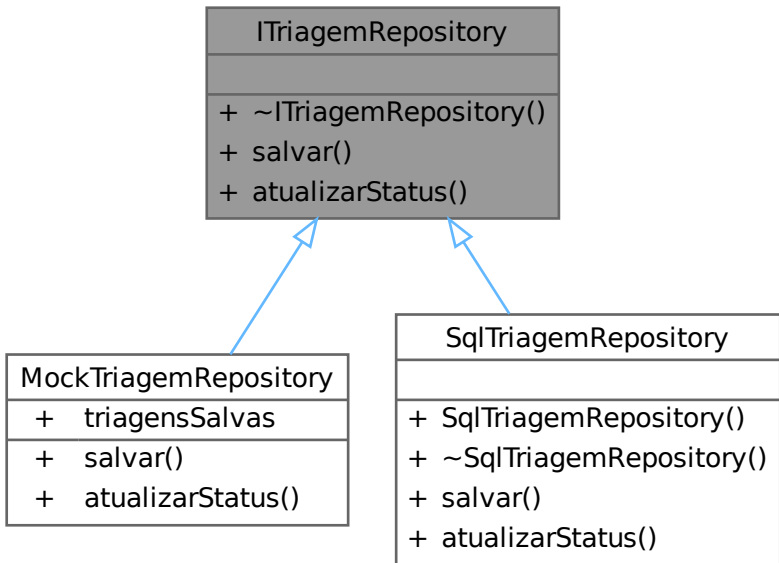 ITriagemRepository
+ ~ITriagemRepository()
+ salvar()
+ atualizarStatus()
MockTriagemRepository
+ triagensSalvas
+ salvar()
+ atualizarStatus()
SqlTriagemRepository
+ SqlTriagemRepository()
+ ~SqlTriagemRepository()
+ salvar()
+ atualizarStatus()